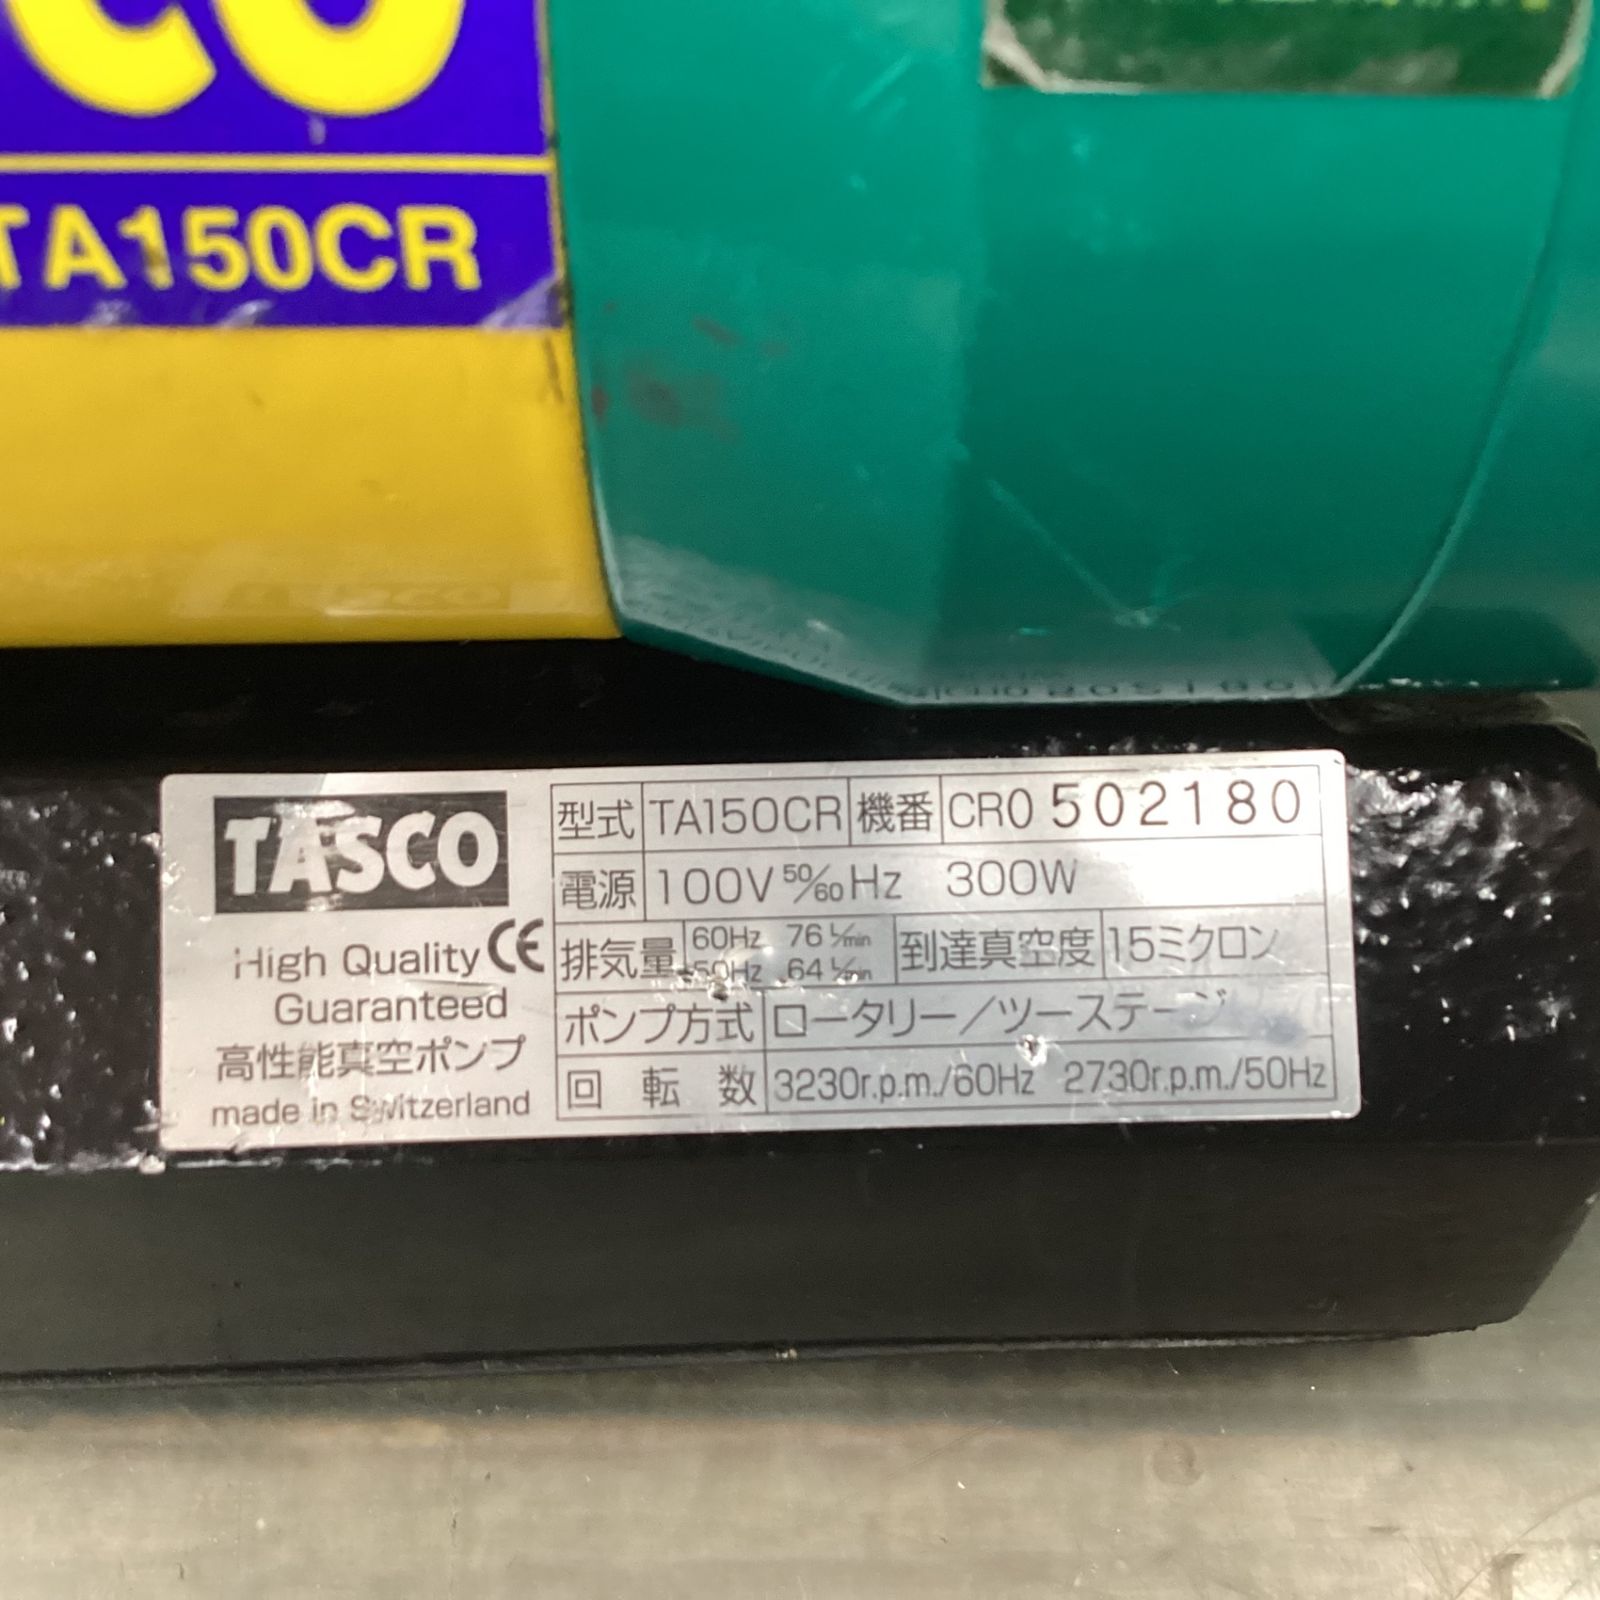 CO
TA150CR
TASCO
High Quality CE
Guaranteed
高性能真空ポンプ
made in Switzerland
型式 TA150CR 機番 CR0502180
電源 100V 50/60Hz 300W
排気量 60Hz 76 L/min 50Hz 64 L/min 到達真空度 15ミクロン
ポンプ方式 ロータリー/ツーステージ
回転数 3230r.p.m./60Hz 2730r.p.m./50Hz